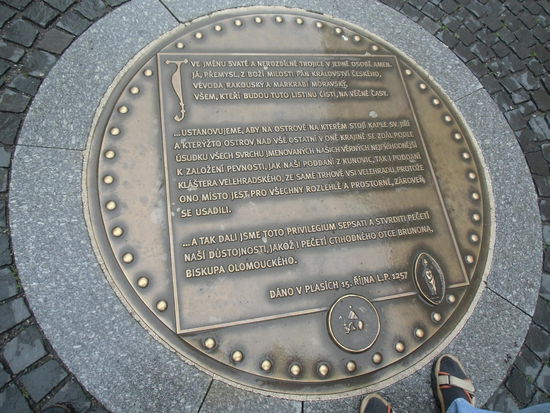 VE JMÉNU SVATÉ A NEROZDÍLNÉ TROJICE V JEDNÉ OSOBĚ. AMEN.
JÁ, PŘEMYSL, Z BOŽÍ MILOSTI PÁN KRÁLOVSTVÍ ČESKÉHO,
VÉVODA RAKOUSKÝ A MARKRABÍ MORAVSKÝ,
VŠEM, KTEŘÍ BUDOU TUTO LISTINU ČÍSTI, NA VĚČNÉ ČASY.
...USTANOVUJEME, ABY NA OSTROVĚ NA KTERÉM STOJÍ KAPLE SV. JIŘÍ
A KTERÝŽTO OSTROV NAD VŠE OSTATNÍ V ONÉ KRAJINĚ SE ZDÁL PODLE
ÚSUDKU VŠECH SVRCHU JMENOVANÝCH NAŠICH VĚRNÝCH NEJPŘÍHODNĚJŠÍ
K ZALOŽENÍ PEVNOSTI, JAK NAŠI PODDANÍ Z KUNOVIC, TAK I PODDANÍ
KLÁŠTERA VELEHRADSKÉHO, ZE SAMÉ TRHOVÉ VSI VELEHRADU, PROTOŽE
ONO MÍSTO JEST PRO VŠECHNY ROZLEHLÉ A PROSTORNÉ, ZÁROVEŇ
SE USADILI.
...A TAK DALI JSME TOTO PRIVILEGIUM SEPSATI A STVRDITI PEČETÍ
NAŠÍ DŮSTOJNOSTI, JAKOŽ I PEČETÍ CTIHODNÉHO OTCE BRUNONA,
BISKUPA OLOMOUCKÉHO.
DÁNO V PLASÍCH 15. ŘÍJNA L.P. 1257